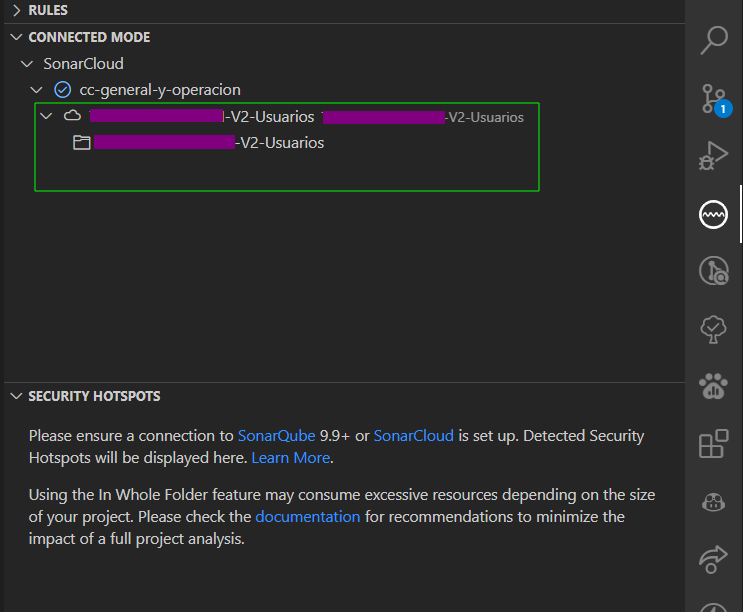 RULES
CONNECTED MODE
SonarCloud
cc-general-y-operacion
-V2-Usuarios -V2-Usuarios
-V2-Usuarios
1
SECURITY HOTSPOTS
Please ensure a connection to SonarQube 9.9+ or SonarCloud is set up. Detected Security
Hotspots will be displayed here. Learn More.
Using the In Whole Folder feature may consume excessive resources depending on the size
of your project. Please check the documentation for recommendations to minimize the
impact of a full project analysis.